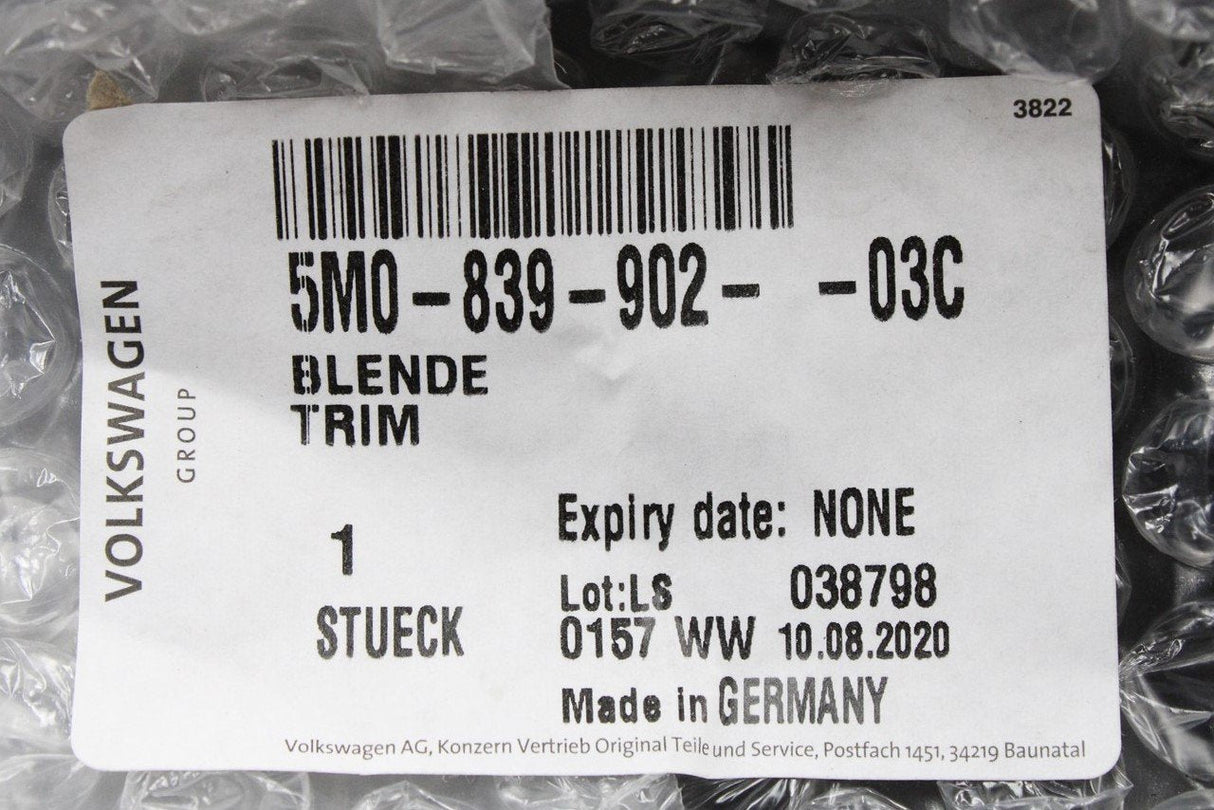 3822
5M0-839-902- -03C
BLENDE
TRIM
VOLKSWAGEN
GROUP
1
STUECK
Expiry date: NONE
Lot:LS 038798
0157 WW 10.08.2020
Made in GERMANY
Volkswagen AG, Konzern Vertrieb Original Teile und Service, Postfach 1451, 34219 Baunatal